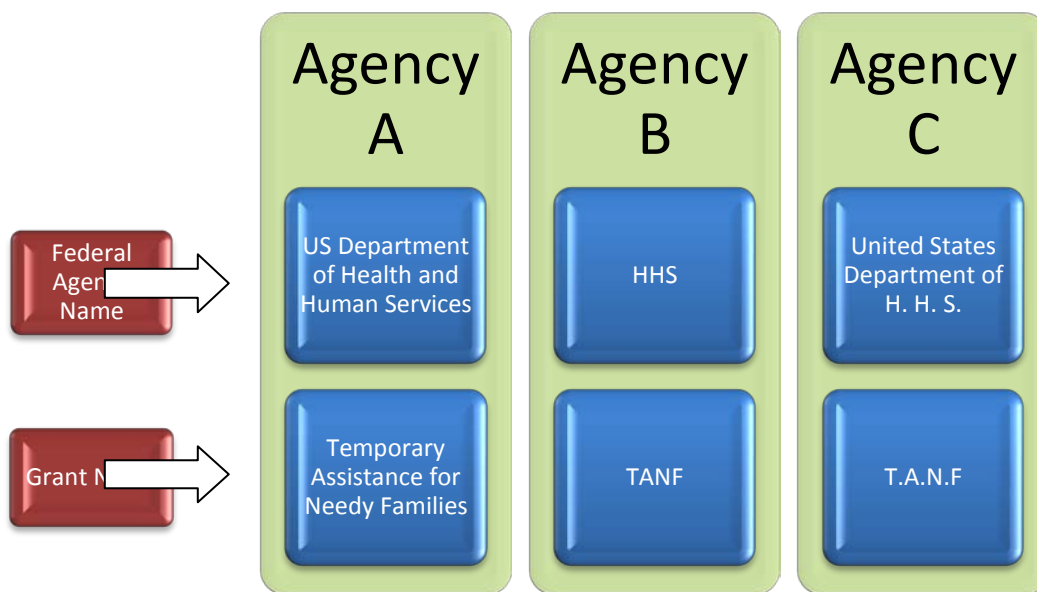 Agency
A
Agency
B
Agency
C
Federal
Name
US Department
of Health and
Human Services
HHS
United States
Department of
H. H. S.
Grant
Temporary
Assistance for
Needy Families
TANF
T.A.N.F